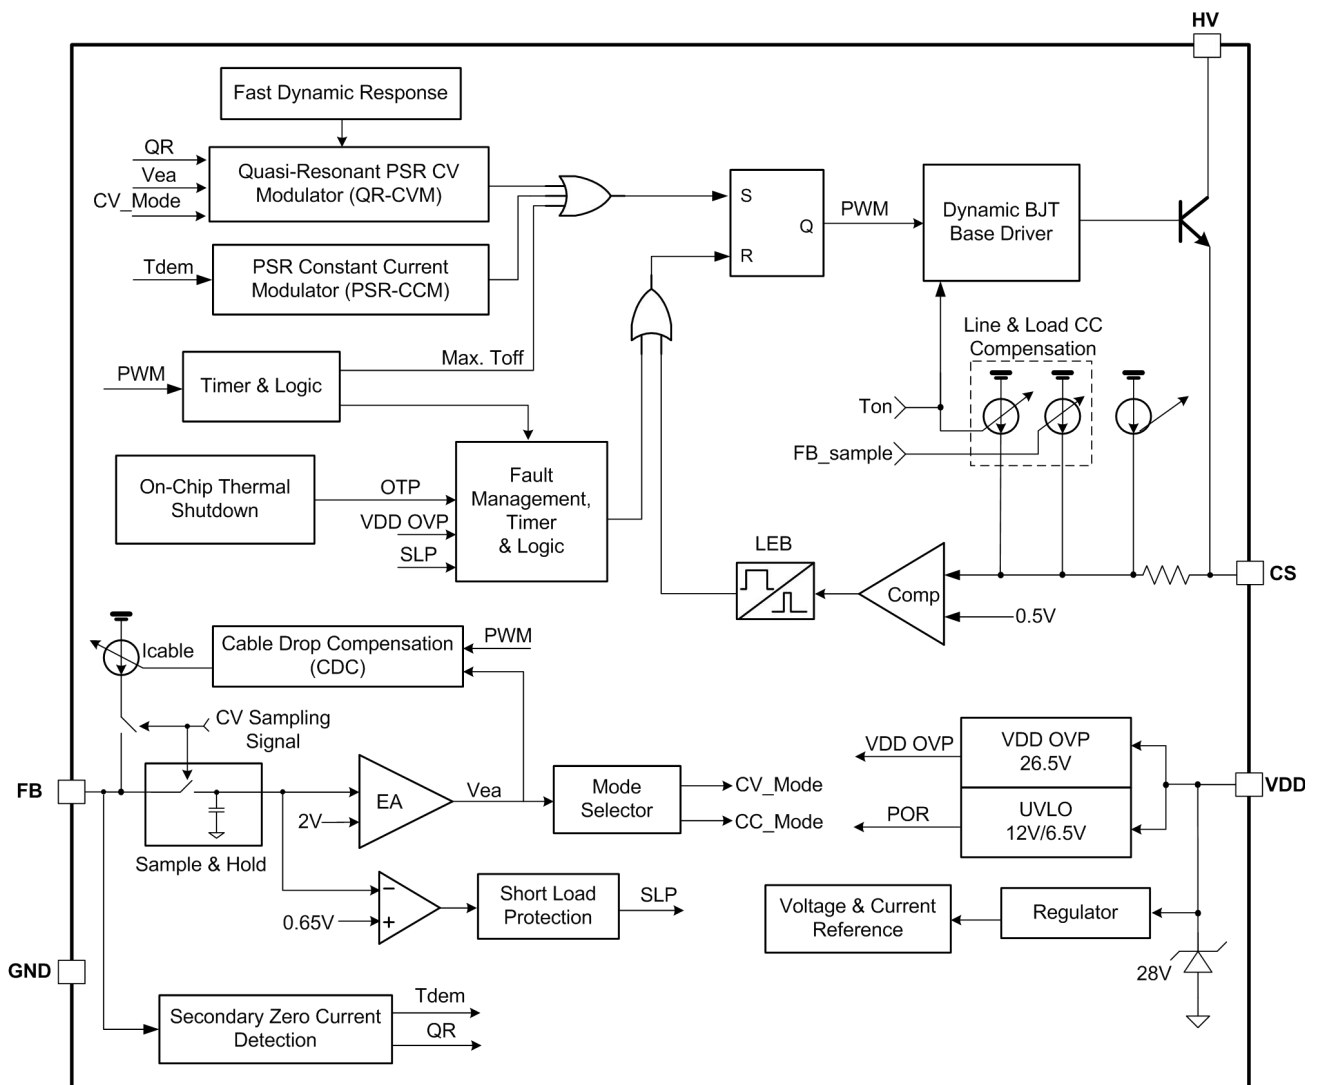 HV
Fast Dynamic Response
QR
Vea
CV_Mode
Quasi-Resonant PSR CV
Modulator (QR-CVM)
Tdem
PSR Constant Current
Modulator (PSR-CCM)
S
R
Q
PWM
Dynamic BJT
Base Driver
Line & Load CC
Compensation
PWM
Timer & Logic
Max. Toff
Ton
FB_sample
On-Chip Thermal
Shutdown
OTP
VDD OVP
SLP
Fault
Management,
Timer
& Logic
LEB
Comp
0.5V
CS
Icable
Cable Drop Compensation
(CDC)
PWM
CV Sampling
Signal
FB
Sample & Hold
EA
2V
Vea
Mode
Selector
CV_Mode
CC_Mode
VDD OVP
POR
VDD OVP
26.5V
UVLO
12V/6.5V
VDD
0.65V
−
+
Short Load
Protection
SLP
Voltage & Current
Reference
Regulator
28V
GND
Secondary Zero Current
Detection
Tdem
QR